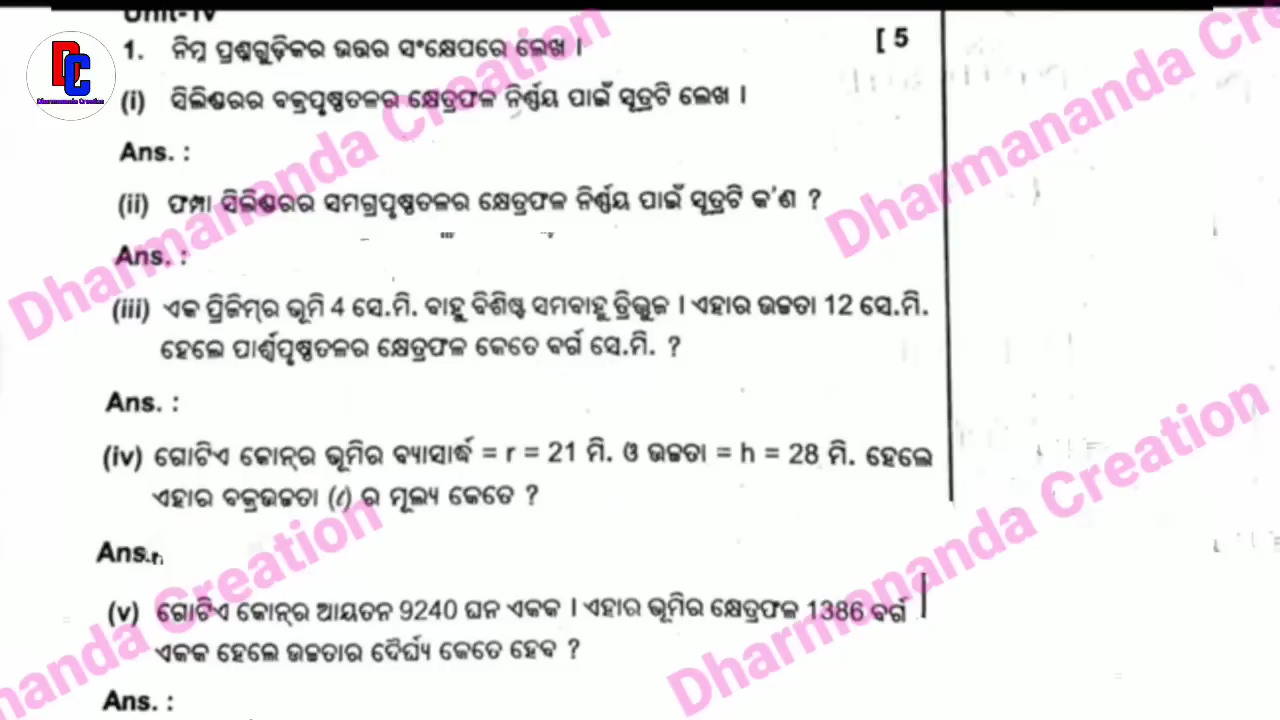 Unit-IV
1. ନିମ୍ନ ପ୍ରଶ୍ନଗୁଡ଼ିକର ଉତ୍ତର ସଂକ୍ଷେପରେ ଲେଖ । [ 5
DC
Dharmananda Creation
(i) ସିଲିଣ୍ଡରର ବକ୍ରପୃଷ୍ଠତଳର କ୍ଷେତ୍ରଫଳ ନିର୍ଣ୍ଣୟ ପାଇଁ ସୂତ୍ରଟି ଲେଖ ।
Ans. :
(ii) ଫମ୍ପା ସିଲିଣ୍ଡରର ସମଗ୍ରପୃଷ୍ଠତଳର କ୍ଷେତ୍ରଫଳ ନିର୍ଣ୍ଣୟ ପାଇଁ ସୂତ୍ରଟି କ'ଣ ?
Ans. :
(iii) ଏକ ପ୍ରିଜିମ୍‌ର ଭୂମି 4 ସେ.ମି. ବାହୁ ବିଶିଷ୍ଟ ସମବାହୁ ତ୍ରିଭୁଜ । ଏହାର ଉଚ୍ଚତା 12 ସେ.ମି.
ହେଲେ ପାର୍ଶ୍ୱପୃଷ୍ଠତଳର କ୍ଷେତ୍ରଫଳ କେତେ ବର୍ଗ ସେ.ମି. ?
Ans. :
(iv) ଗୋଟିଏ କୋନ୍‌ର ଭୂମିର ବ୍ୟାସାର୍ଦ୍ଧ = r = 21 ମି. ଓ ଉଚ୍ଚତା = h = 28 ମି. ହେଲେ
ଏହାର ବକ୍ରଉଚ୍ଚତା (ℓ) ର ମୂଲ୍ୟ କେତେ ?
Ans.
(v) ଗୋଟିଏ କୋନ୍‌ର ଆୟତନ 9240 ଘନ ଏକକ । ଏହାର ଭୂମିର କ୍ଷେତ୍ରଫଳ 1386 ବର୍ଗ
ଏକକ ହେଲେ ଉଚ୍ଚତାର ଦୈର୍ଘ୍ୟ କେତେ ହେବ ?
Ans. :
Dharmananda Creation
Dharmananda Creation
Dharmananda Creation
Dharmananda Creation